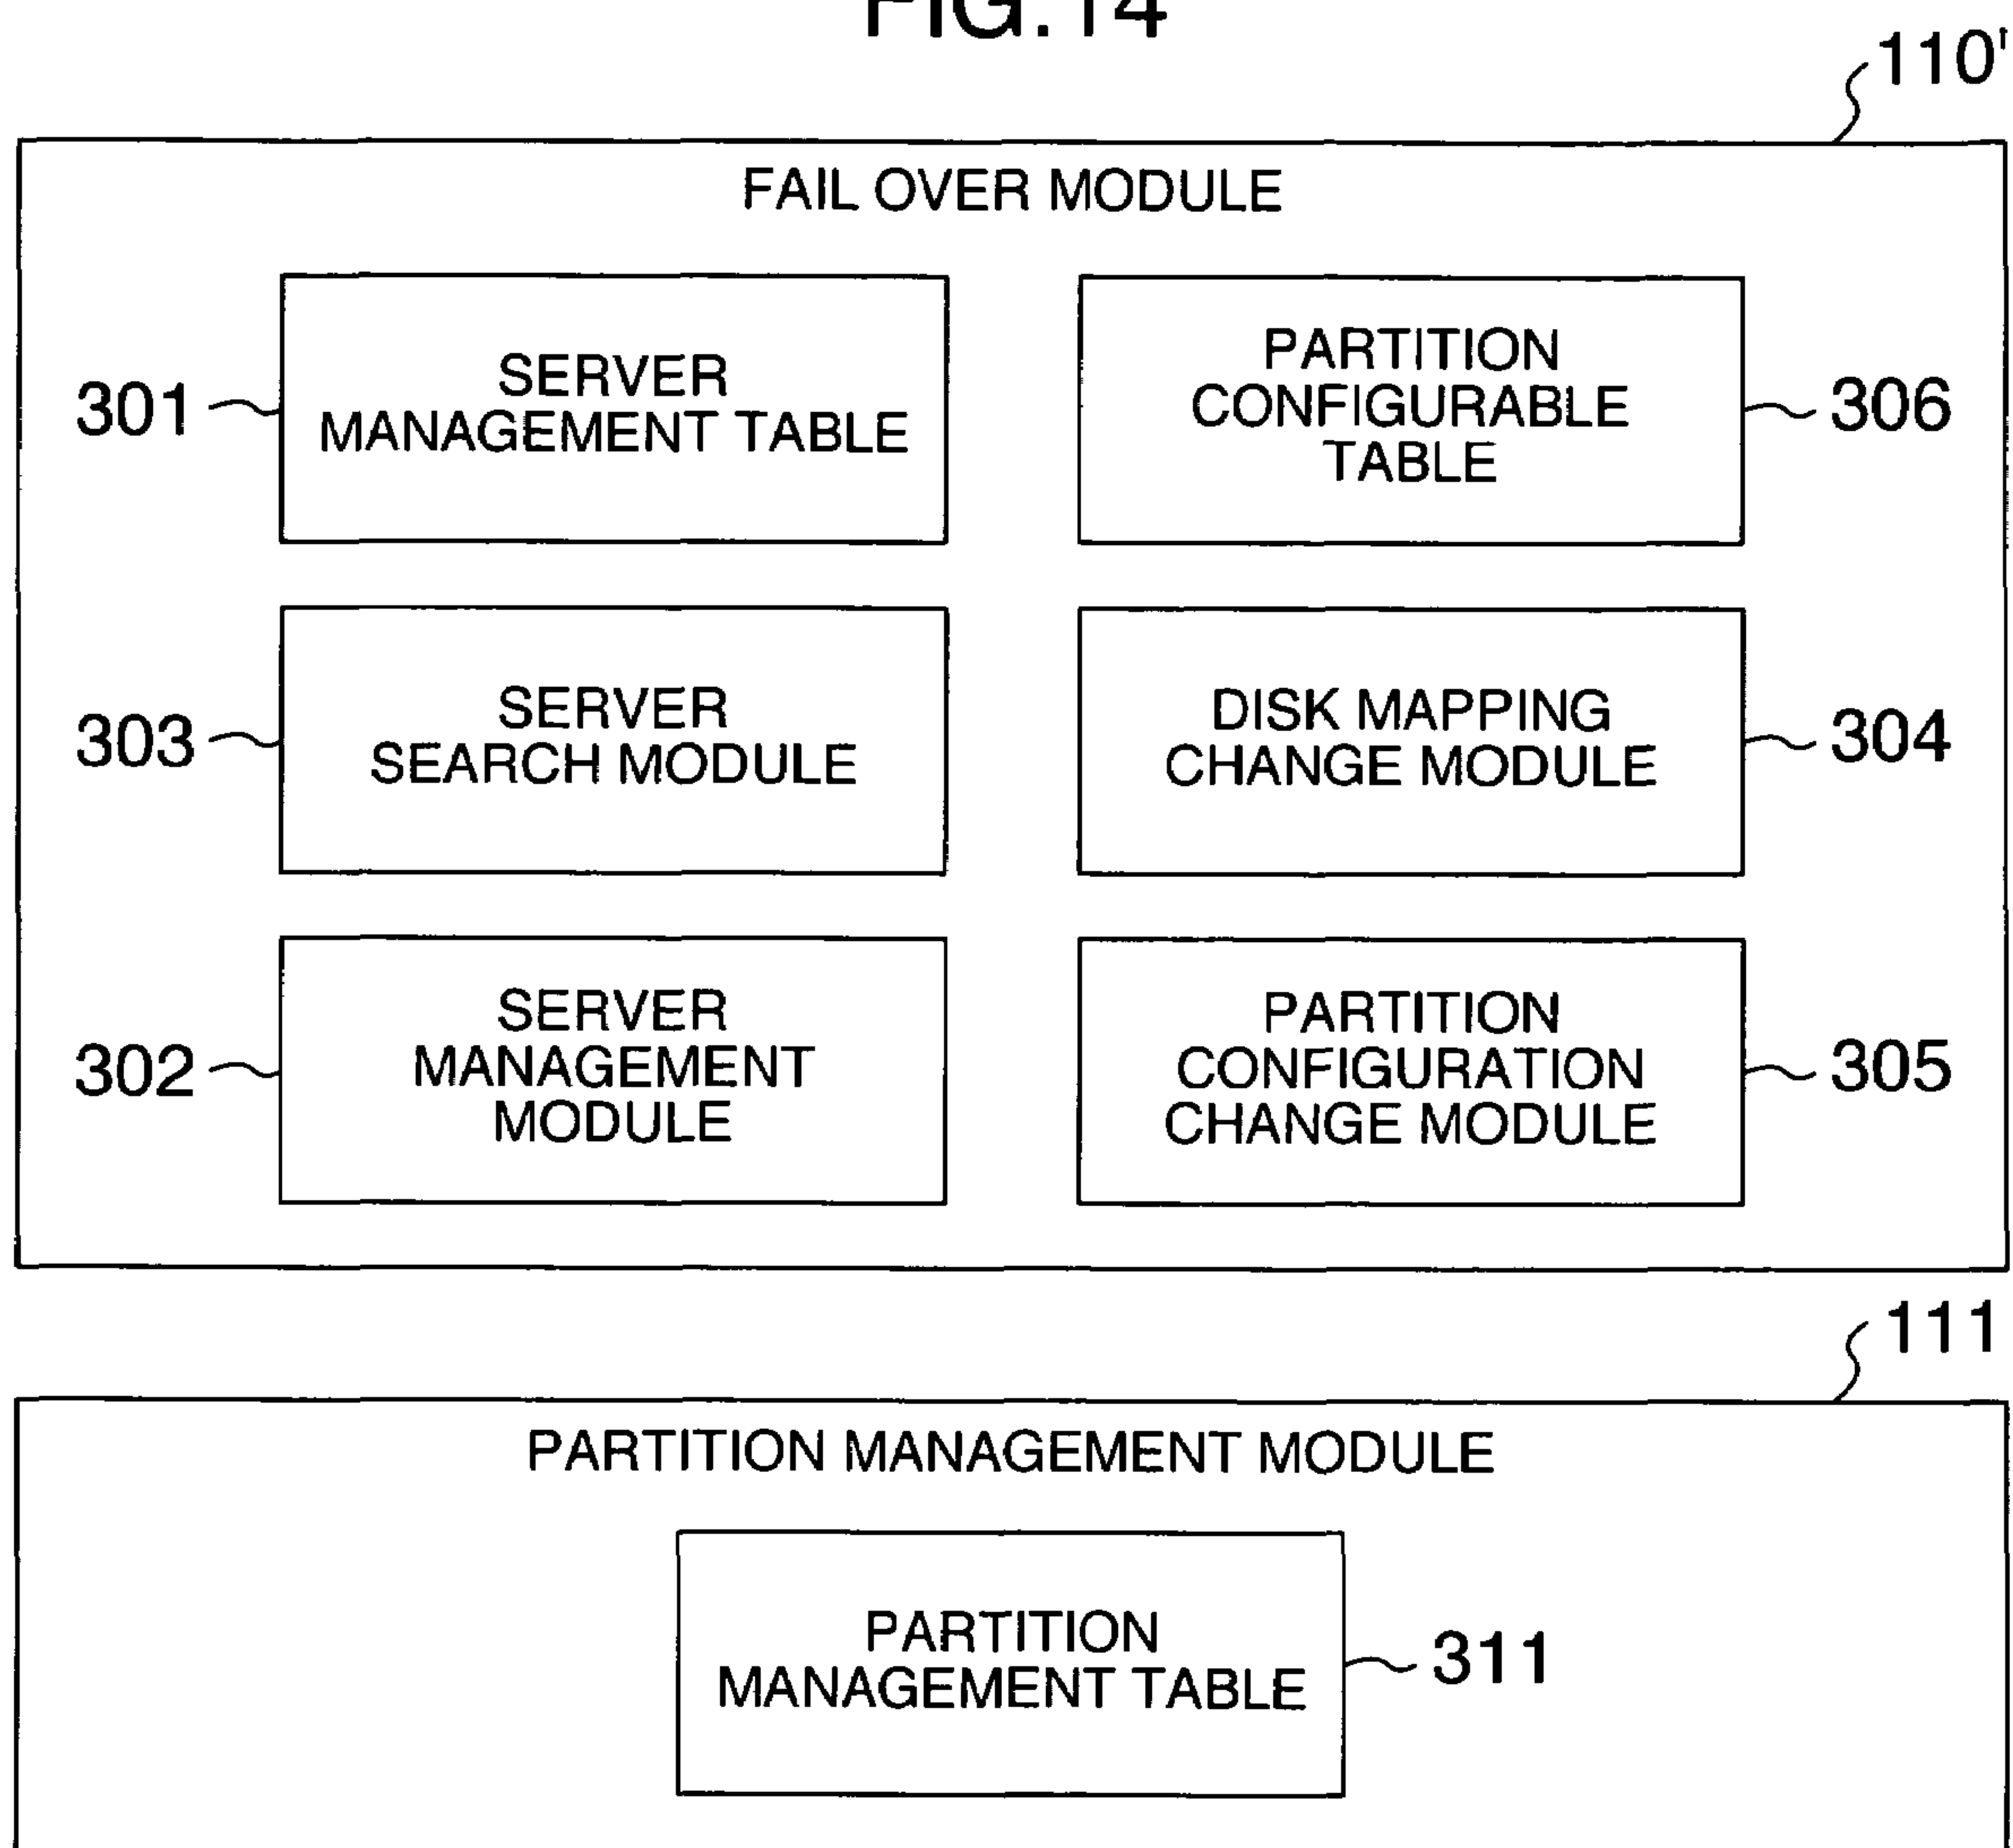 FIG.14
110'
FAIL OVER MODULE
301
SERVER
MANAGEMENT TABLE
PARTITION
CONFIGURABLE
TABLE
306
303
SERVER
SEARCH MODULE
DISK MAPPING
CHANGE MODULE
304
302
SERVER
MANAGEMENT
MODULE
PARTITION
CONFIGURATION
CHANGE MODULE
305
111
PARTITION MANAGEMENT MODULE
PARTITION
MANAGEMENT TABLE
311